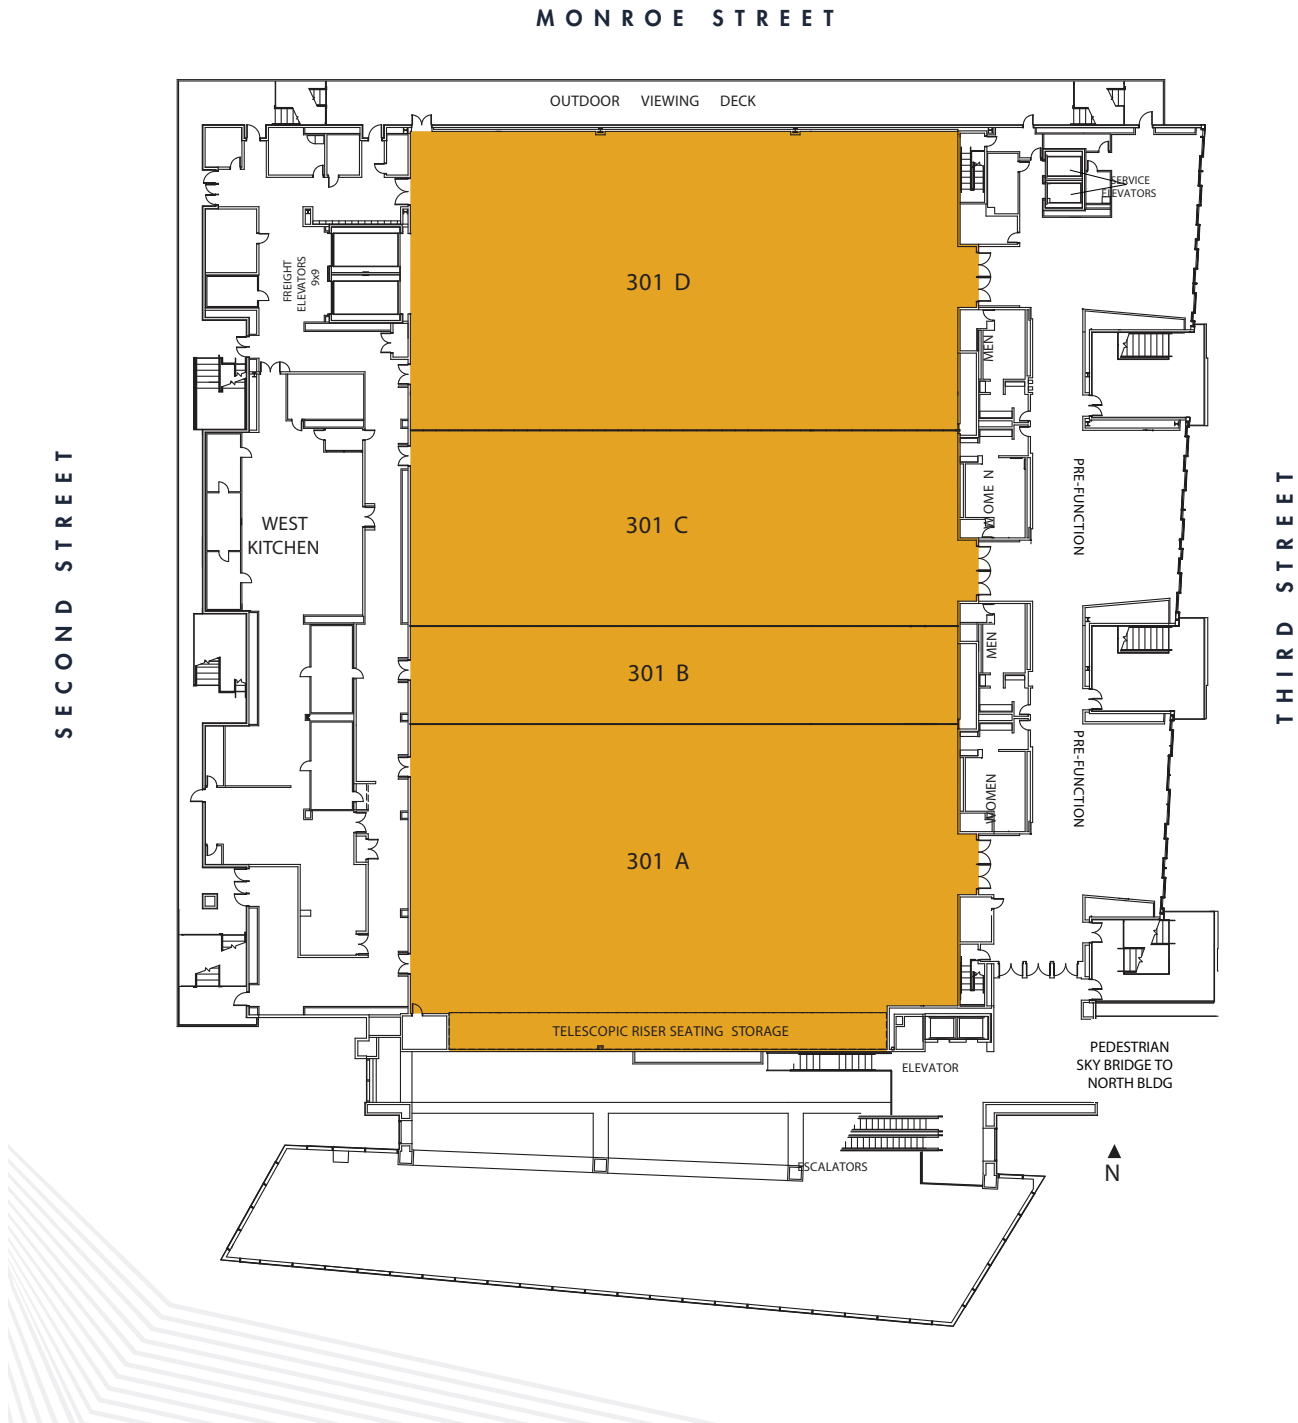 MONROE STREET
OUTDOOR VIEWING DECK
SERVICE
ELEVATORS
FREIGHT
ELEVATORS
9x9
301 D
MEN
SECOND STREET
WEST
KITCHEN
301 C
WOME N
PRE-FUNCTION
THIRD STREET
301 B
MEN
PRE-FUNCTION
WOMEN
301 A
TELESCOPIC RISER SEATING STORAGE
ELEVATOR
PEDESTRIAN
SKY BRIDGE TO
NORTH BLDG
ESCALATORS
N